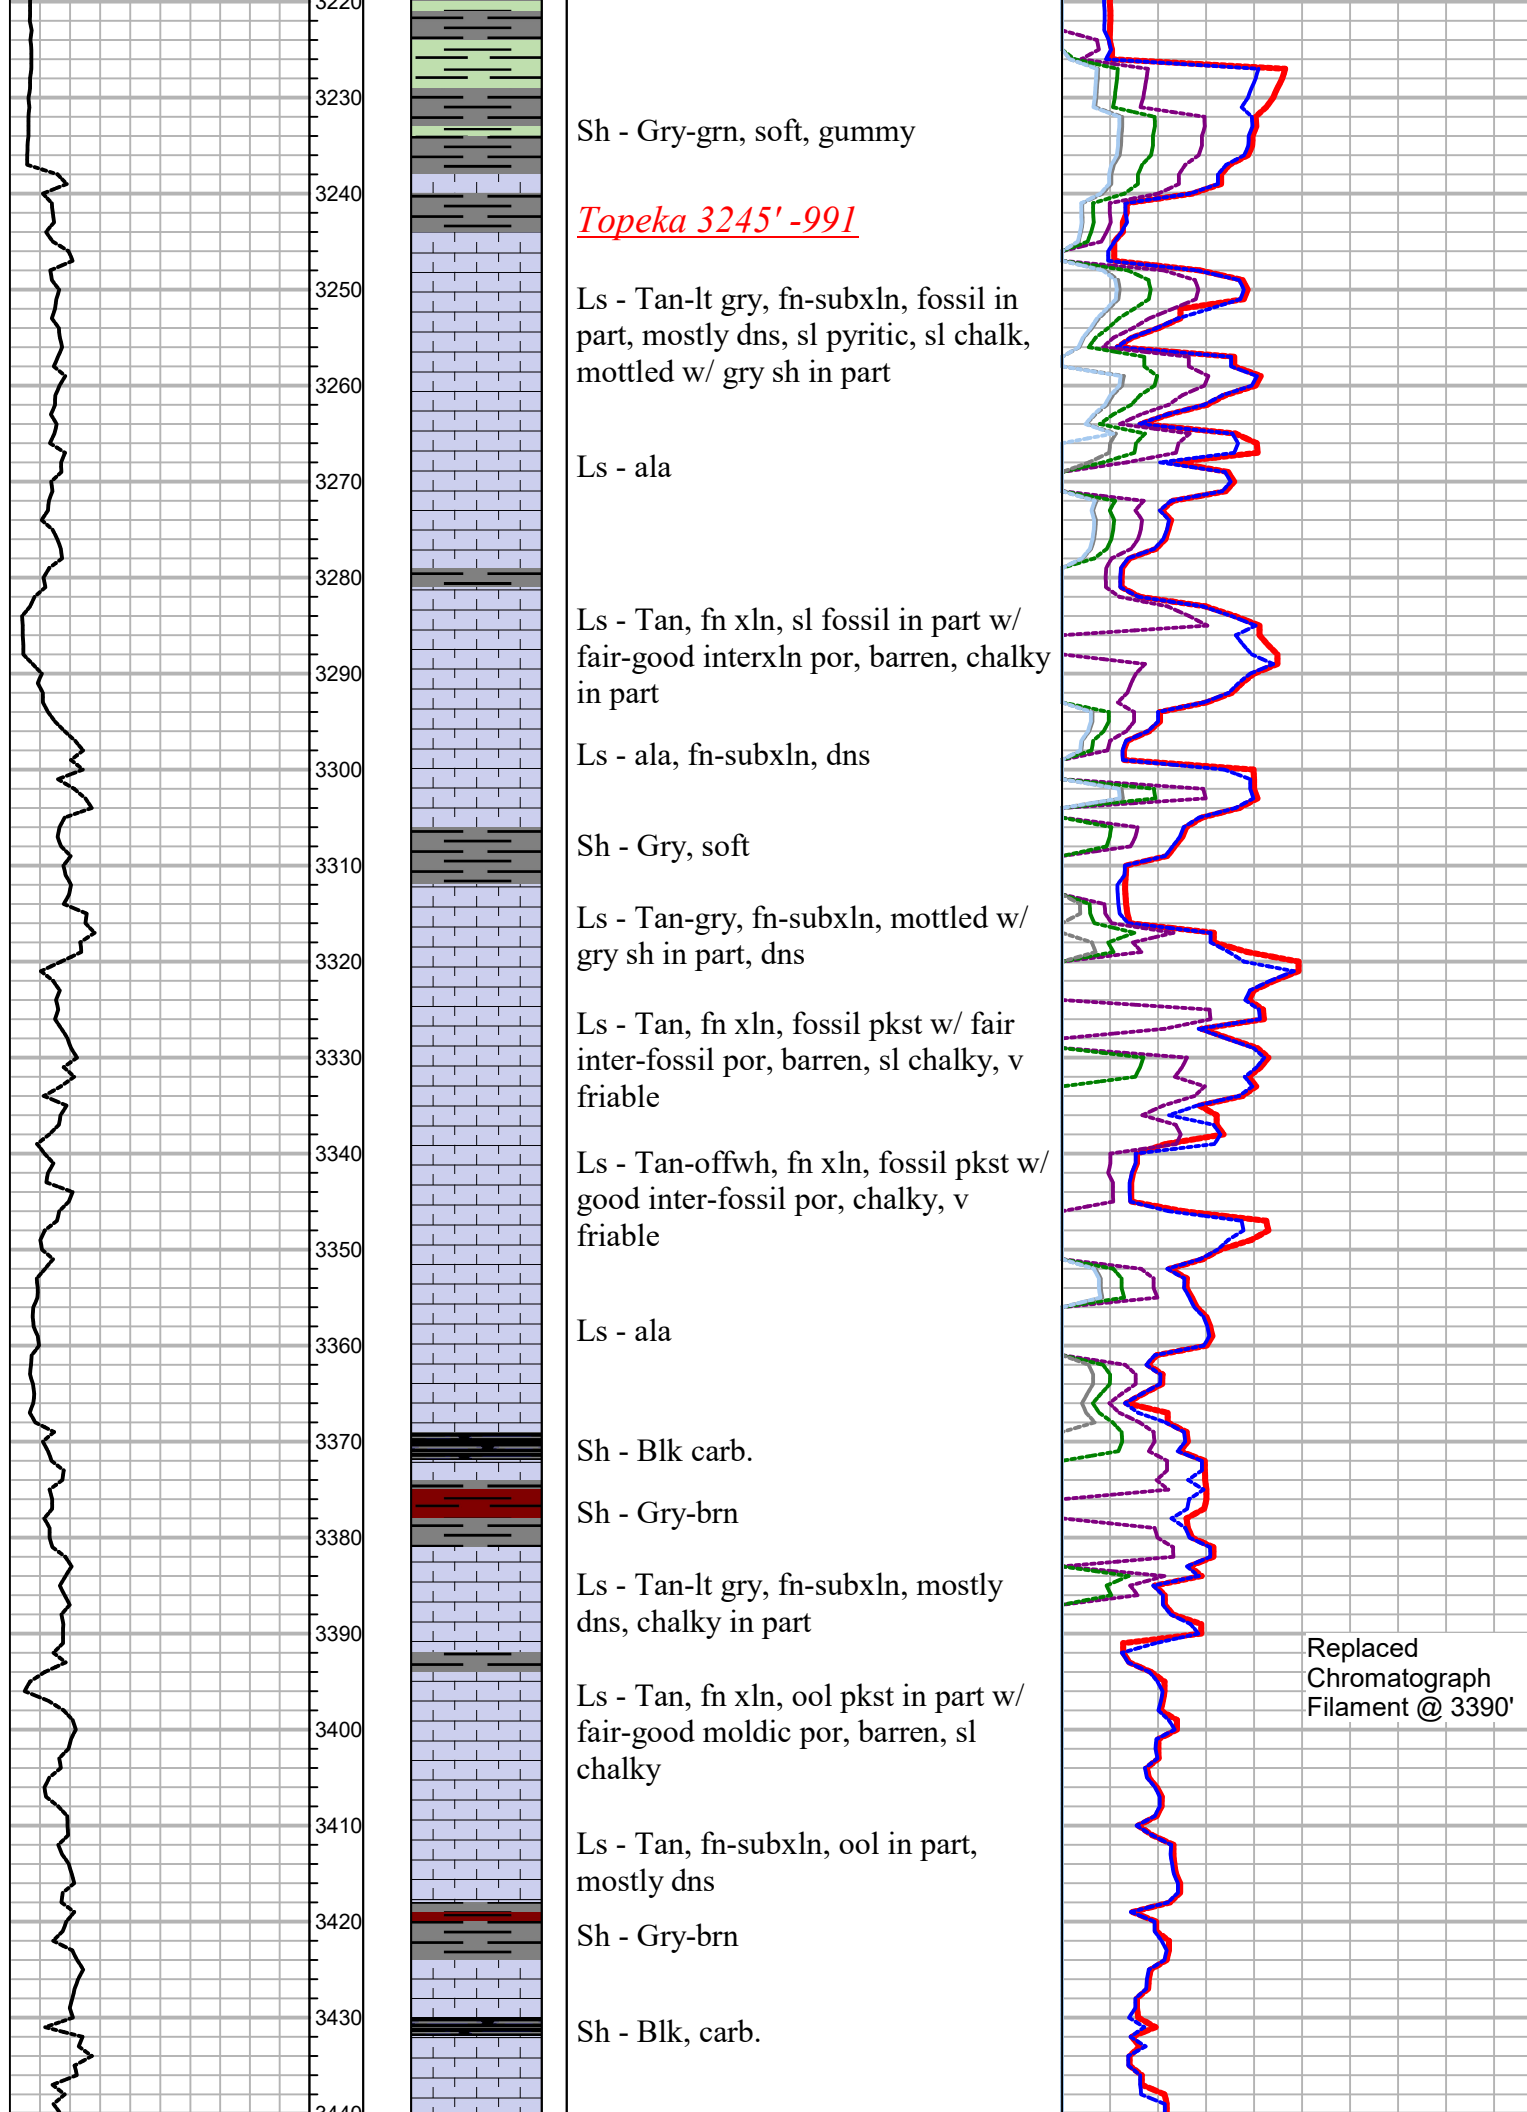 3220
3230
Sh - Gry-grn, soft, gummy
3240
Topeka 3245' -991
3250
Ls - Tan-lt gry, fn-subxln, fossil in
part, mostly dns, sl pyritic, sl chalk,
mottled w/ gry sh in part
3260
Ls - ala
3270
3280
Ls - Tan, fn xln, sl fossil in part w/
fair-good interxln por, barren, chalky
in part
3290
Ls - ala, fn-subxln, dns
3300
Sh - Gry, soft
3310
Ls - Tan-gry, fn-subxln, mottled w/
gry sh in part, dns
3320
Ls - Tan, fn xln, fossil pkst w/ fair
inter-fossil por, barren, sl chalky, v
friable
3330
3340
Ls - Tan-offwh, fn xln, fossil pkst w/
good inter-fossil por, chalky, v
friable
3350
Ls - ala
3360
3370
Sh - Blk carb.
Sh - Gry-brn
3380
Ls - Tan-lt gry, fn-subxln, mostly
dns, chalky in part
3390
Replaced
Chromatograph
Filament @ 3390'
Ls - Tan, fn xln, ool pkst in part w/
fair-good moldic por, barren, sl
chalky
3400
3410
Ls - Tan, fn-subxln, ool in part,
mostly dns
3420
Sh - Gry-brn
3430
Sh - Blk, carb.
3440